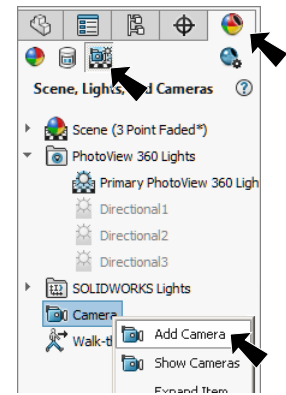 Scene, Lights, and Cameras
Scene (3 Point Faded*)
PhotoView 360 Lights
Primary PhotoView 360 Ligh
Directional1
Directional2
Directional3
SOLIDWORKS Lights
Camera
Add Camera
Walk-t
Show Cameras
Expand Item